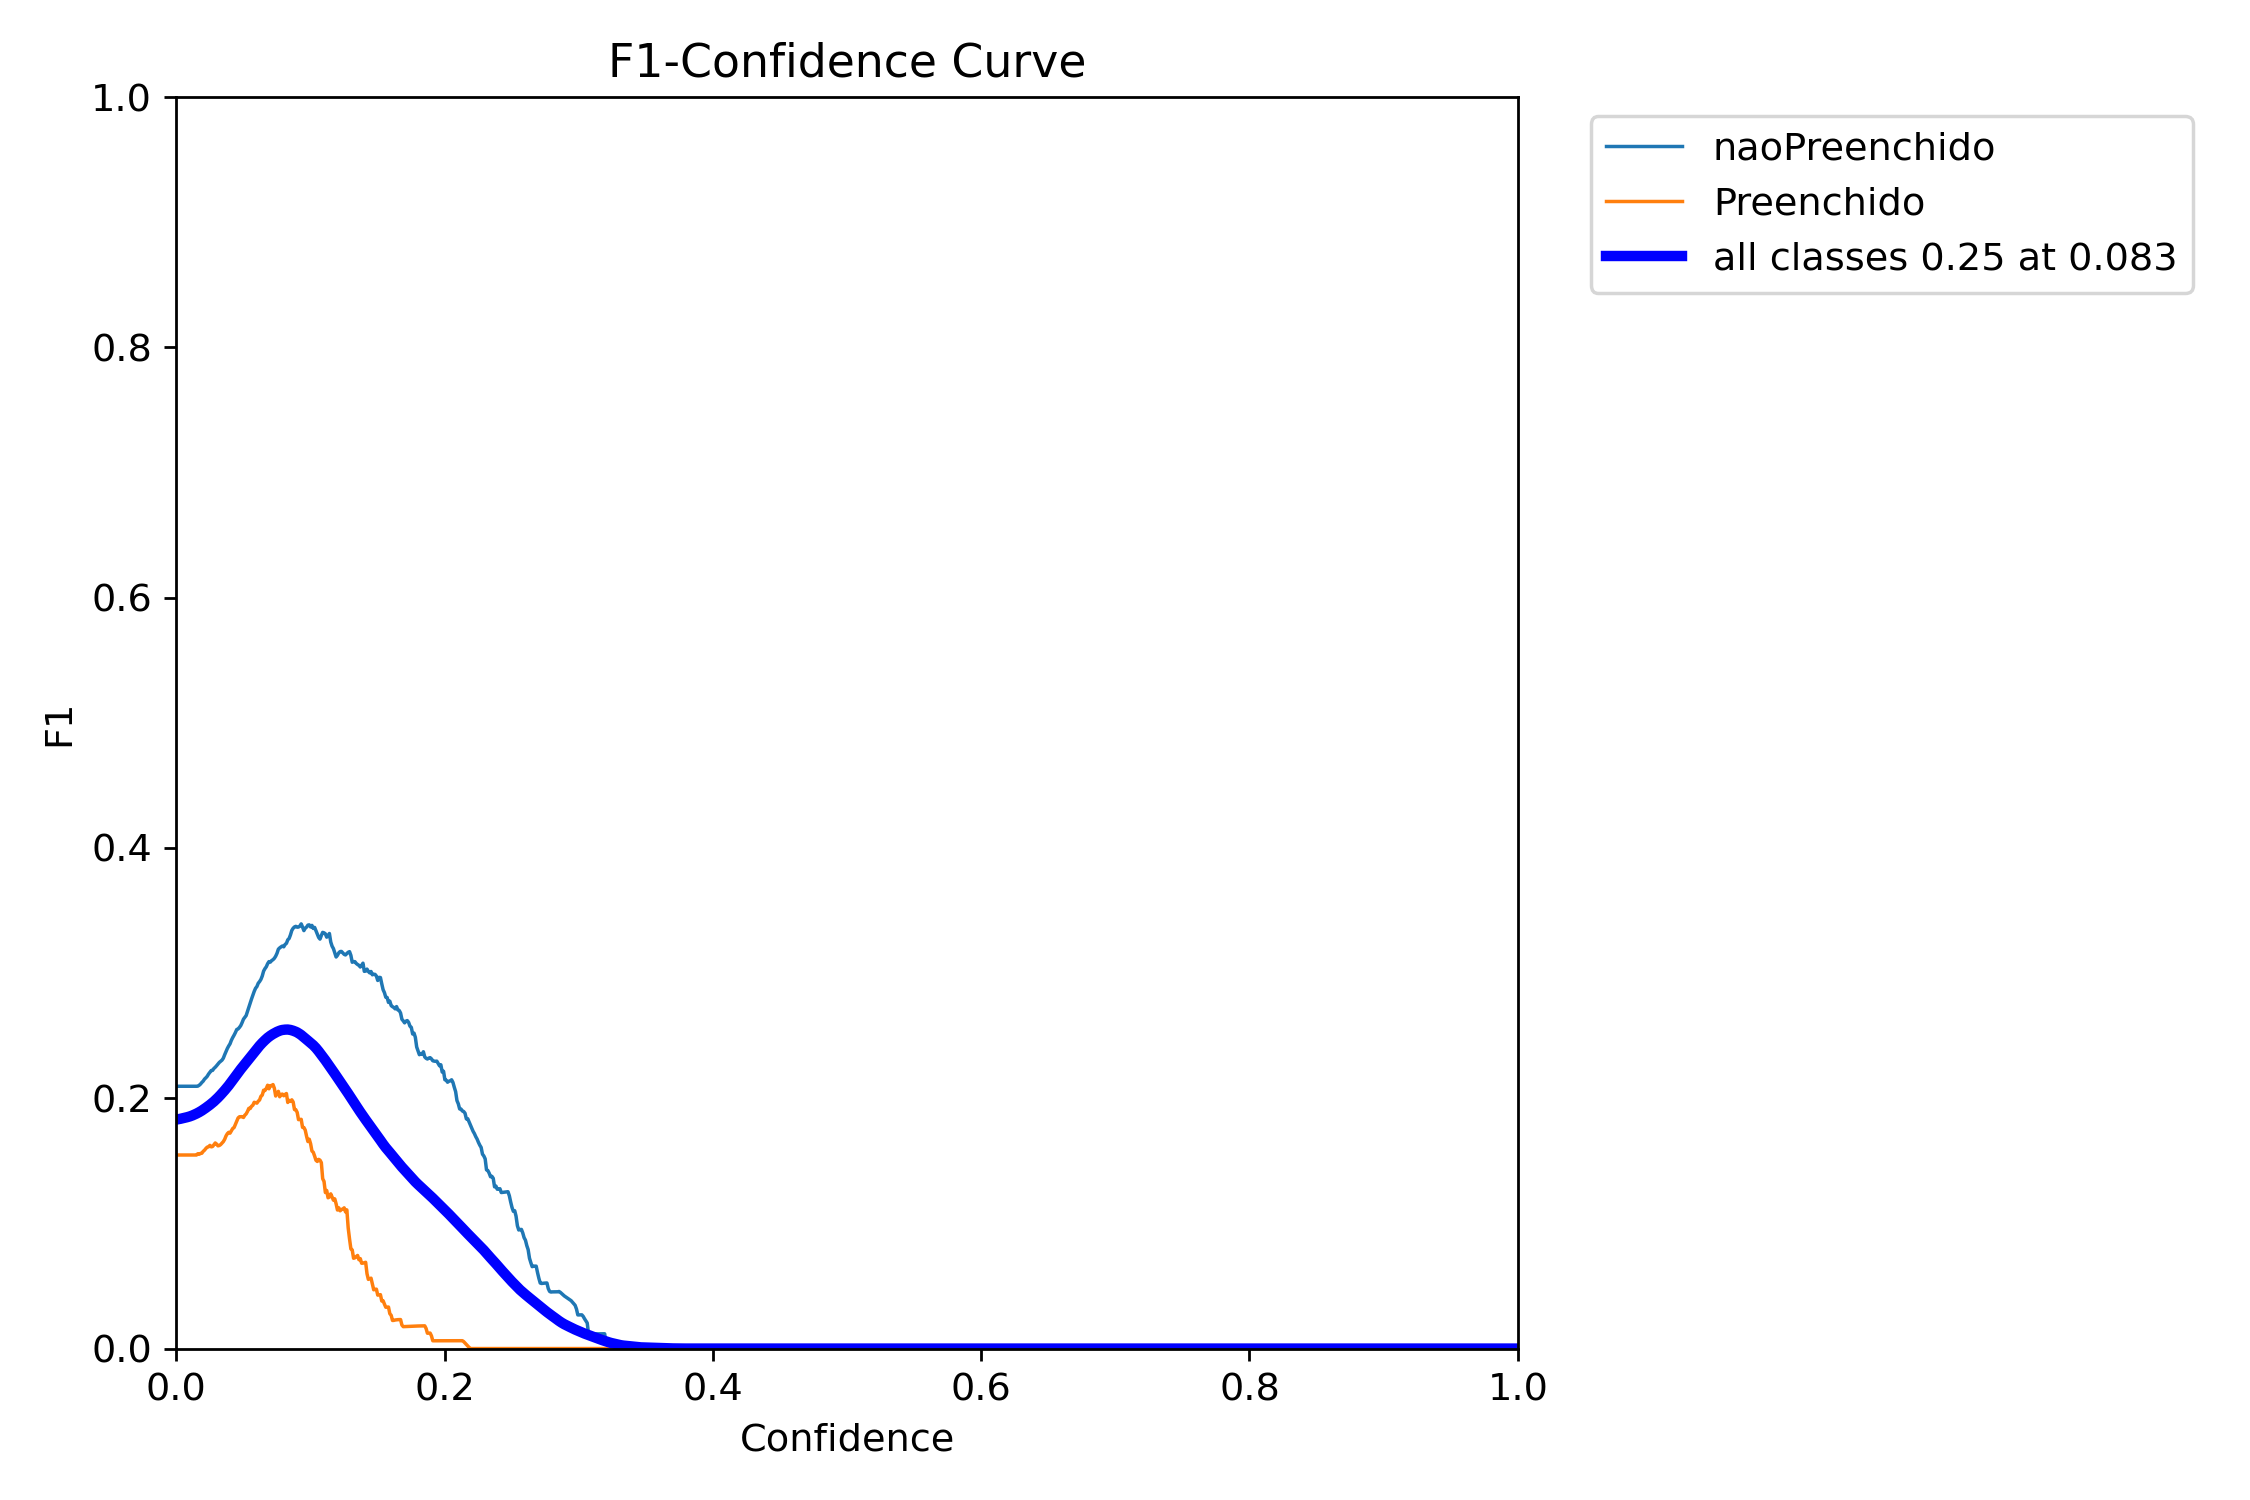 F1-Confidence Curve
1.0
0.8
0.6
0.4
0.2
0.0
F1
0.0 0.2 0.4 0.6 0.8 1.0
Confidence
naoPreenchido
Preenchido
all classes 0.25 at 0.083